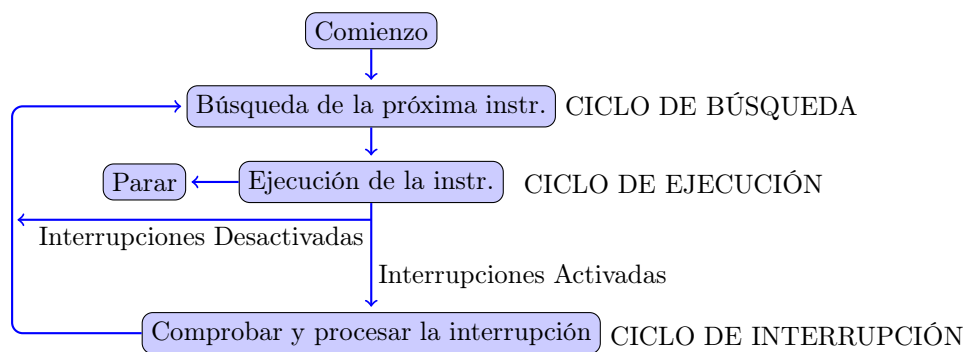 Comienzo
Búsqueda de la próxima instr. CICLO DE BÚSQUEDA
Parar Ejecución de la instr. CICLO DE EJECUCIÓN
Interrupciones Desactivadas
Interrupciones Activadas
Comprobar y procesar la interrupción CICLO DE INTERRUPCIÓN